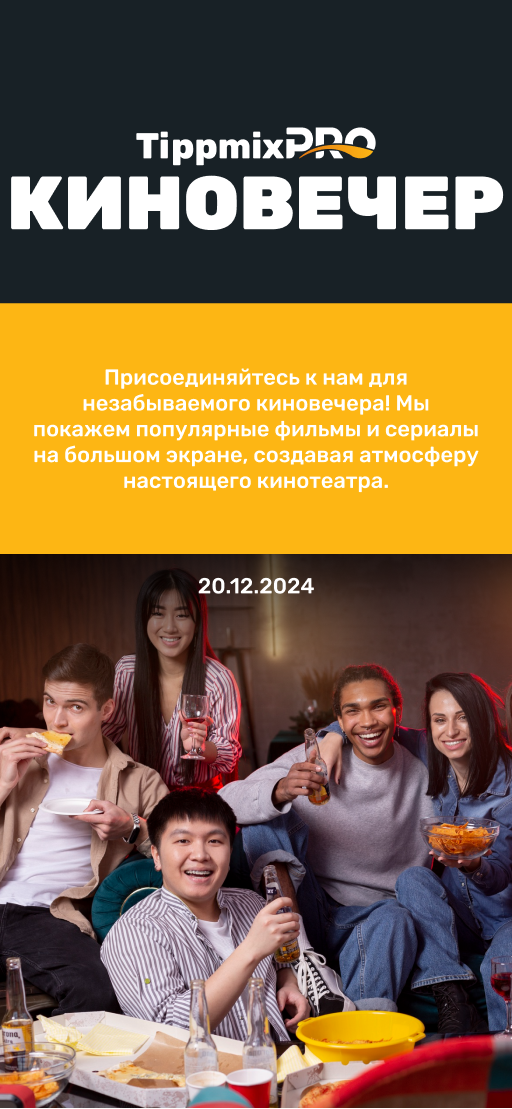 TippmixPRO
КИНОВЕЧЕР
Присоединяйтесь к нам для
незабываемого киновечера! Мы
покажем популярные фильмы и сериалы
на большом экране, создавая атмосферу
настоящего кинотеатра.
20.12.2024